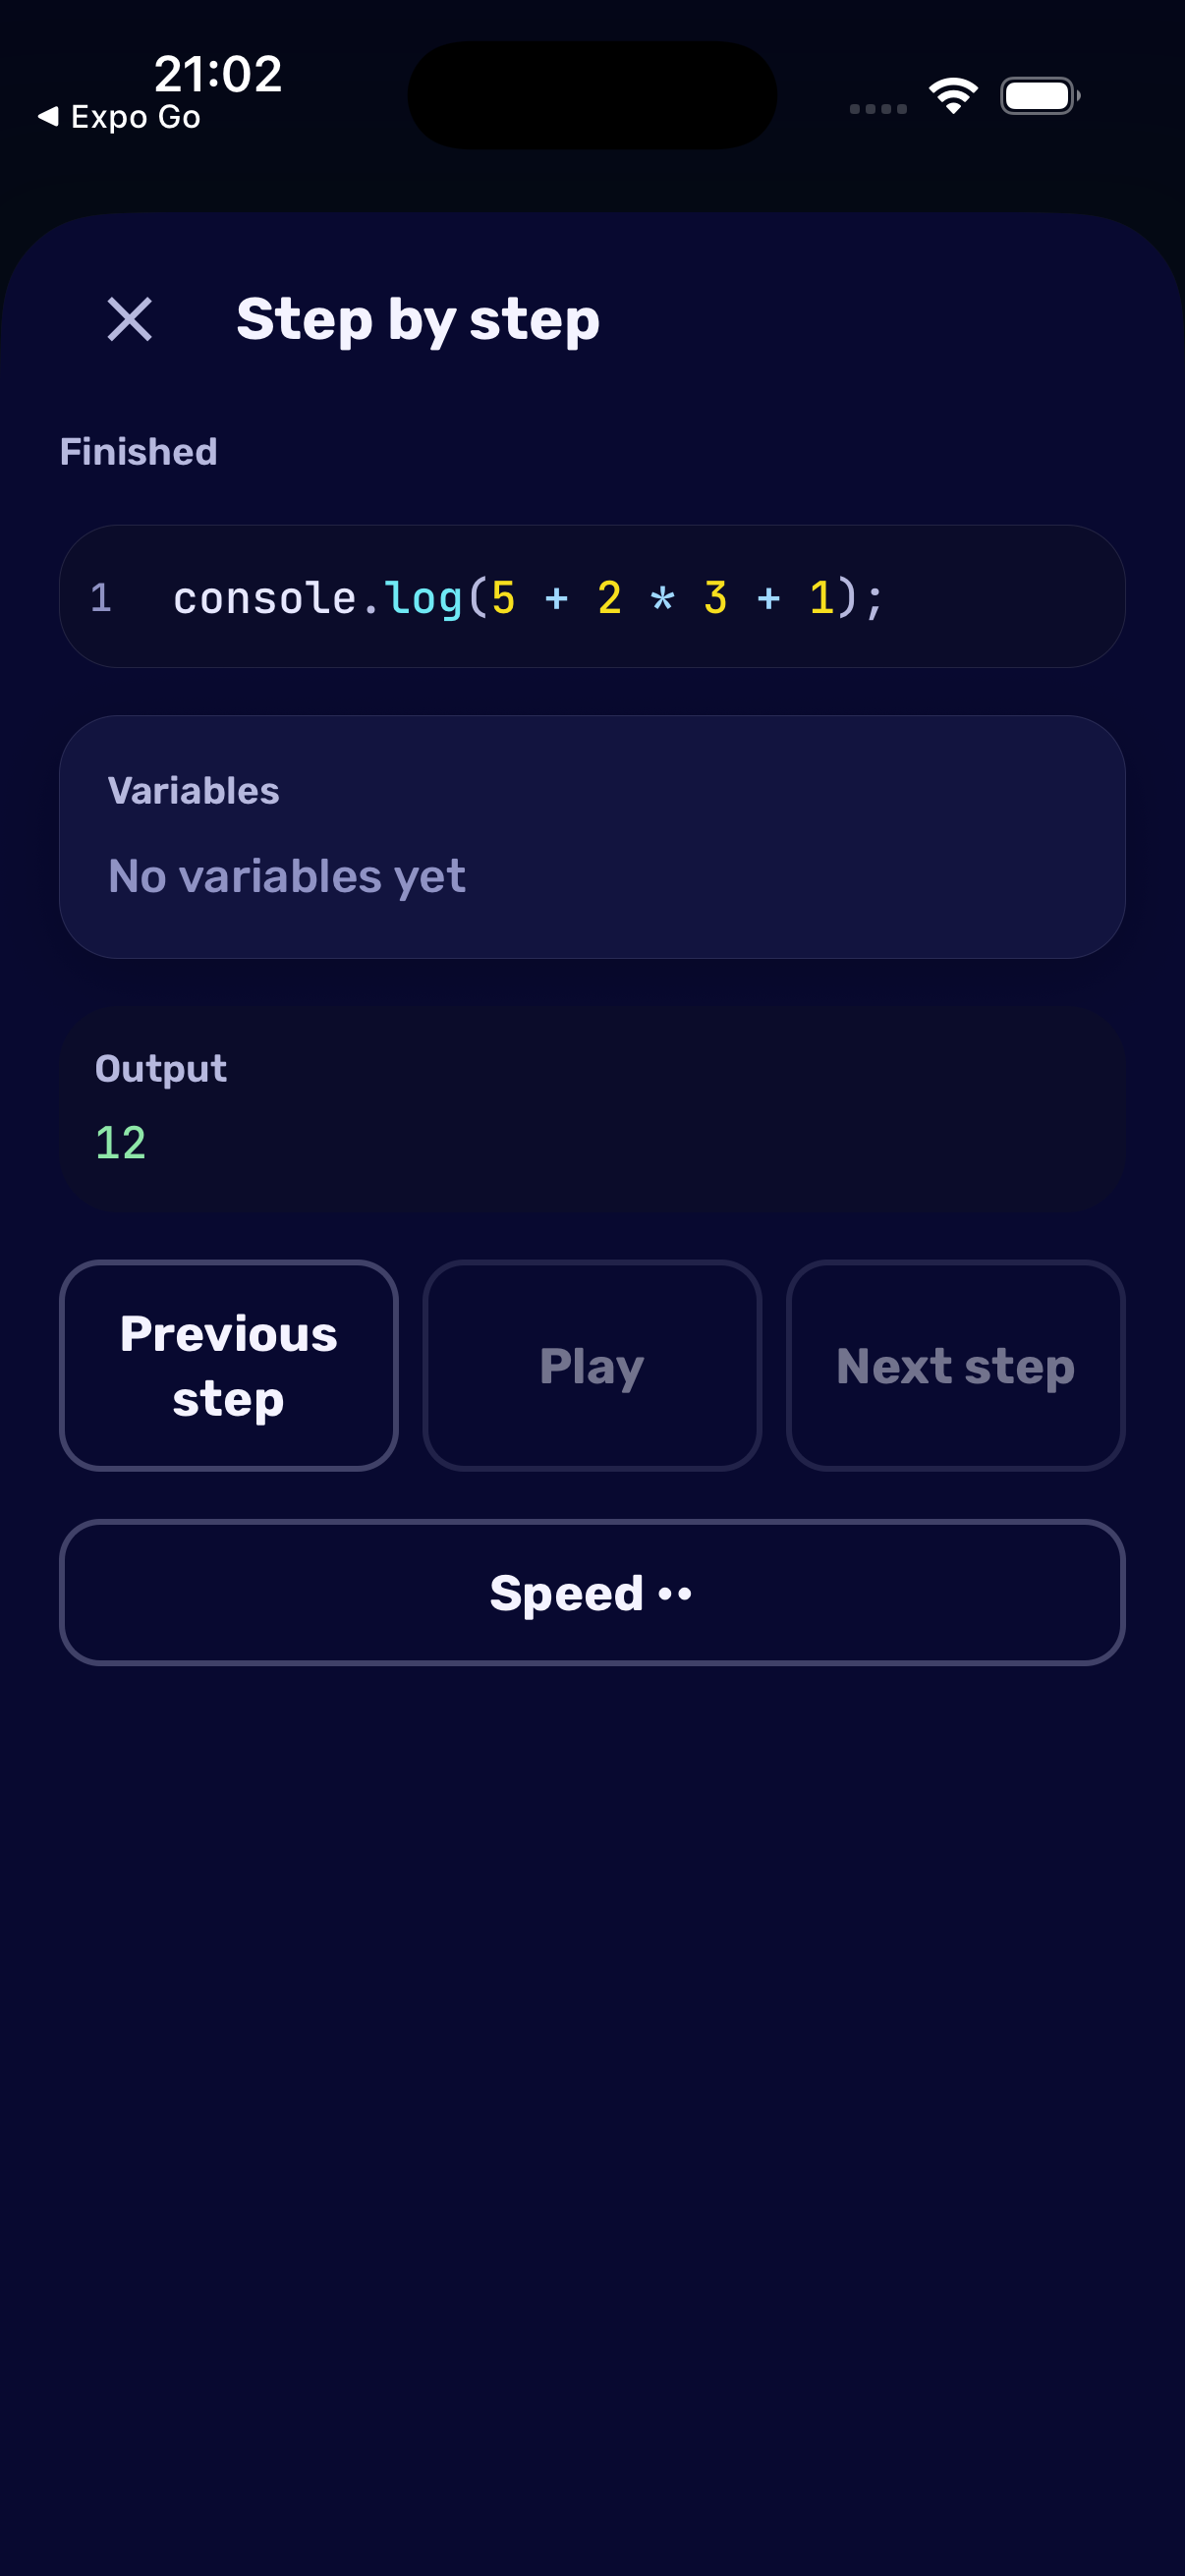 21:02
◀ Expo Go
Step by step
Finished
1 console.log(5 + 2 * 3 + 1);
Variables
No variables yet
Output
12
Previous
step
Play
Next step
Speed ••